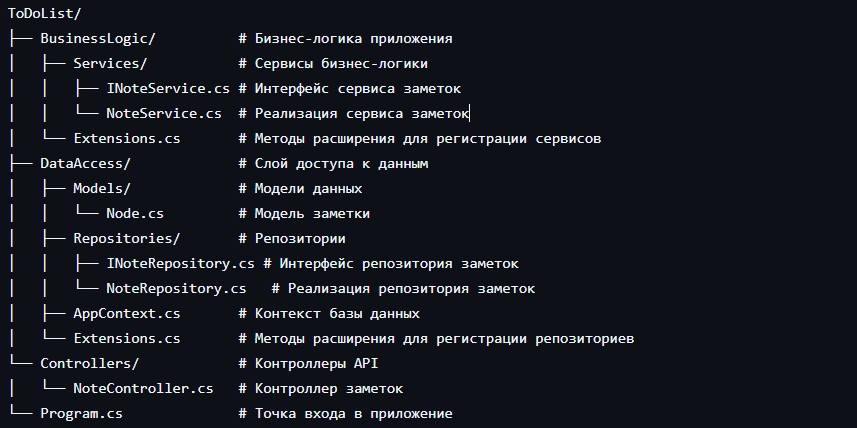 ToDoList/
├── BusinessLogic/          # Бизнес-логика приложения
│   ├── Services/           # Сервисы бизнес-логики
│   │   ├── INoteService.cs # Интерфейс сервиса заметок
│   │   └── NoteService.cs  # Реализация сервиса заметок
│   └── Extensions.cs       # Методы расширения для регистрации сервисов
├── DataAccess/             # Слой доступа к данным
│   ├── Models/             # Модели данных
│   │   └── Node.cs         # Модель заметки
│   ├── Repositories/       # Репозитории
│   │   ├── INoteRepository.cs # Интерфейс репозитория заметок
│   │   └── NoteRepository.cs   # Реализация репозитория заметок
│   ├── AppContext.cs       # Контекст базы данных
│   └── Extensions.cs       # Методы расширения для регистрации репозиториев
└── Controllers/            # Контроллеры API
│   └── NoteController.cs   # Контроллер заметок
└── Program.cs              # Точка входа в приложение